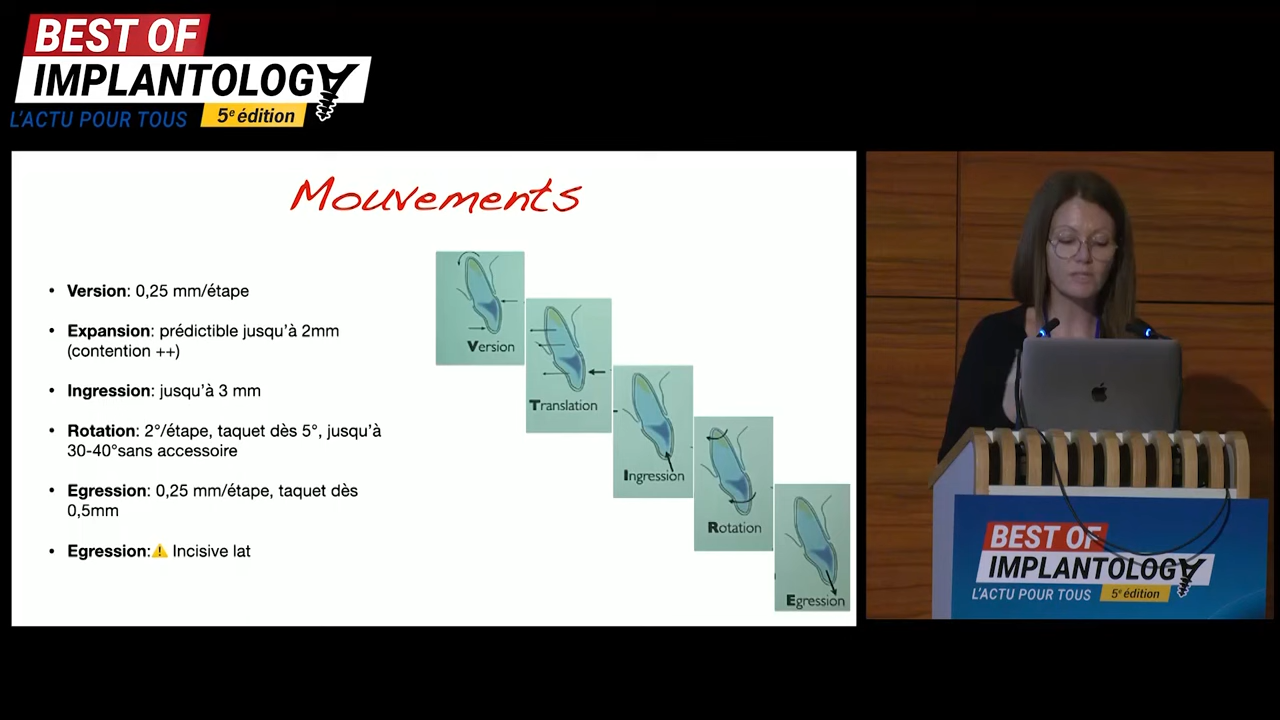 BEST OF
IMPLANTOLOGY
L'ACTU POUR TOUS
5e édition
Mouvements
• Version: 0,25 mm/étape
• Expansion: prédictible jusqu'à 2mm
(contention ++)
• Ingression: jusqu'à 3 mm
• Rotation: 2°/étape, taquet dès 5°, jusqu'à
30-40°sans accessoire
• Egression: 0,25 mm/étape, taquet dès
0,5mm
• Egression:⚠️ Incisive lat
Version
Translation
Ingression
Rotation
Egression
BEST OF
IMPLANTOLOGY
L'ACTU POUR TOUS
5e édition